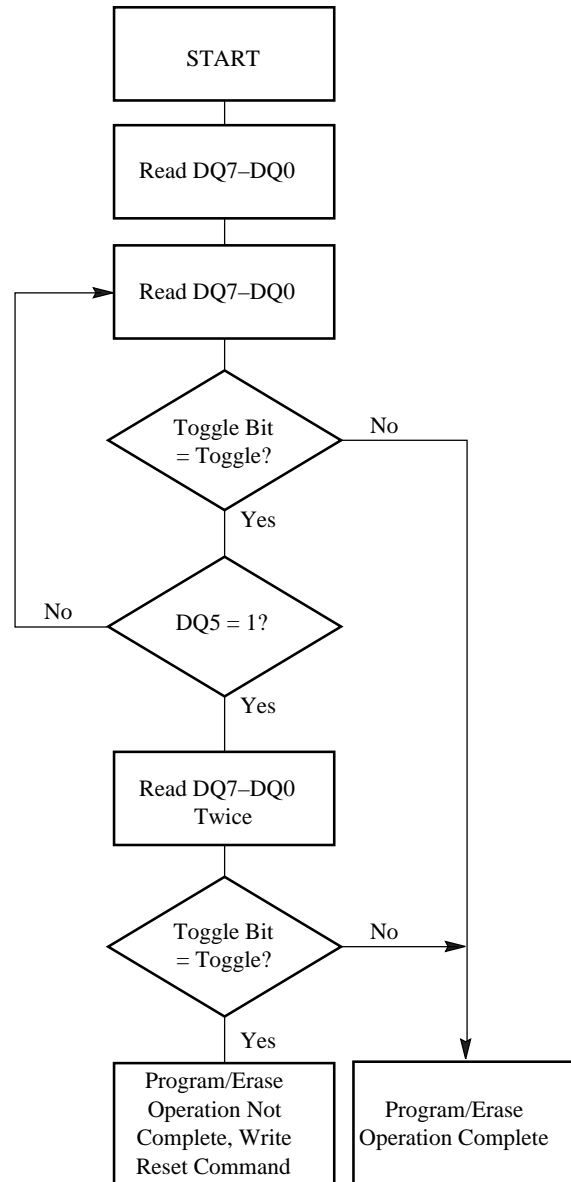 START
Read DQ7–DQ0
Read DQ7–DQ0
Toggle Bit
= Toggle?
No
Yes
No
DQ5 = 1?
Yes
Read DQ7–DQ0
Twice
Toggle Bit
= Toggle?
No
Yes
Program/Erase
Operation Not
Complete, Write
Reset Command
Program/Erase
Operation Complete